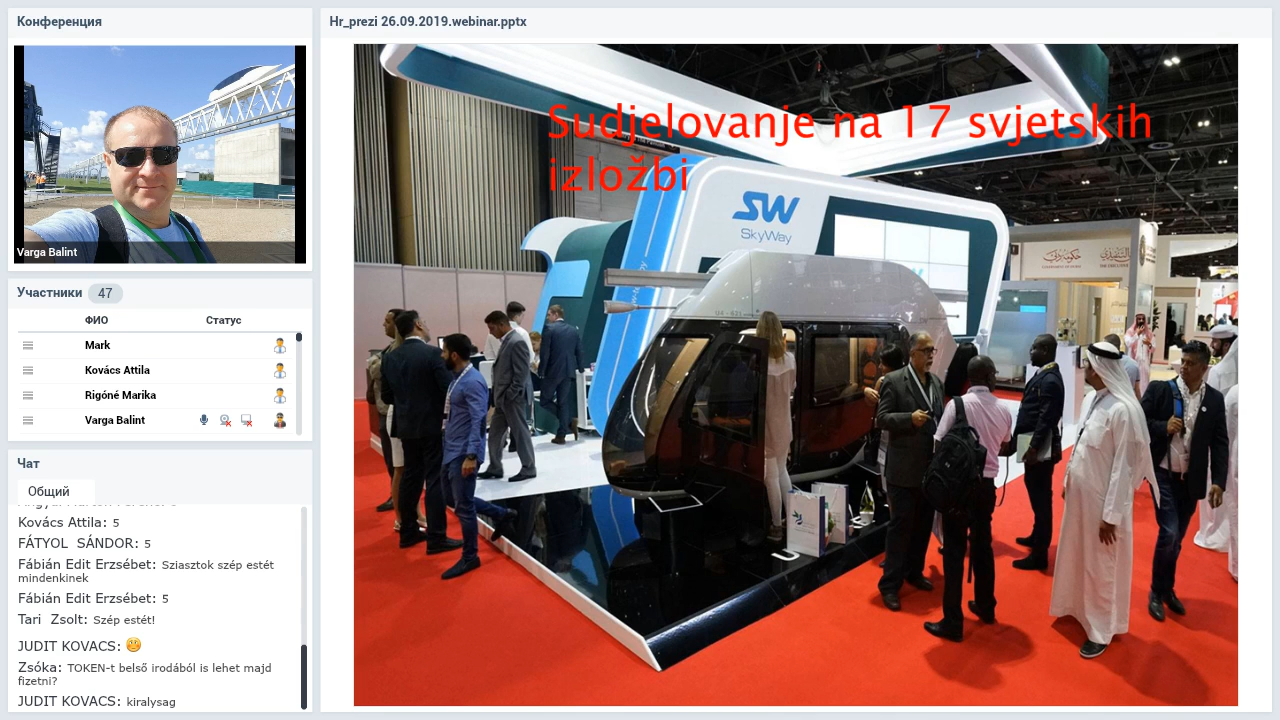 Конференция
Varga Balint
Участники 47
ФИО Статус
Mark
Kovács Attila
Rigóné Marika
Varga Balint
Чат
Общий
Kovács Attila: 5
FÁTYOL SÁNDOR: 5
Fábián Edit Erzsébet: Sziasztok szép estét
mindenkinek
Fábián Edit Erzsébet: 5
Tari Zsolt: Szép estét!
JUDIT KOVACS:
Zsóka: TOKEN-t belső irodából is lehet majd
fizetni?
JUDIT KOVACS: kiralysag
Hr_prezi 26.09.2019.webinar.pptx
Sudjelovanje na 17 svjetskih
izložbi
SW
SkyWay